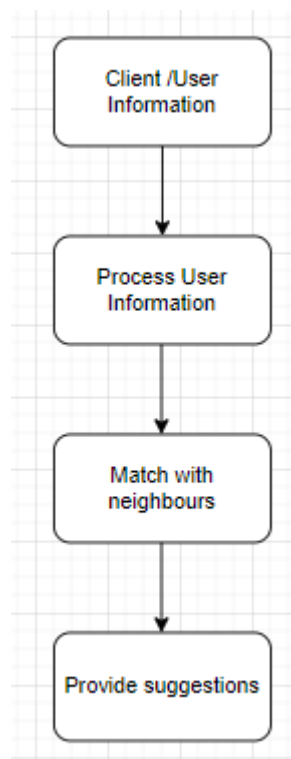 Client /User
Information
Process User
Information
Match with
neighbours
Provide suggestions